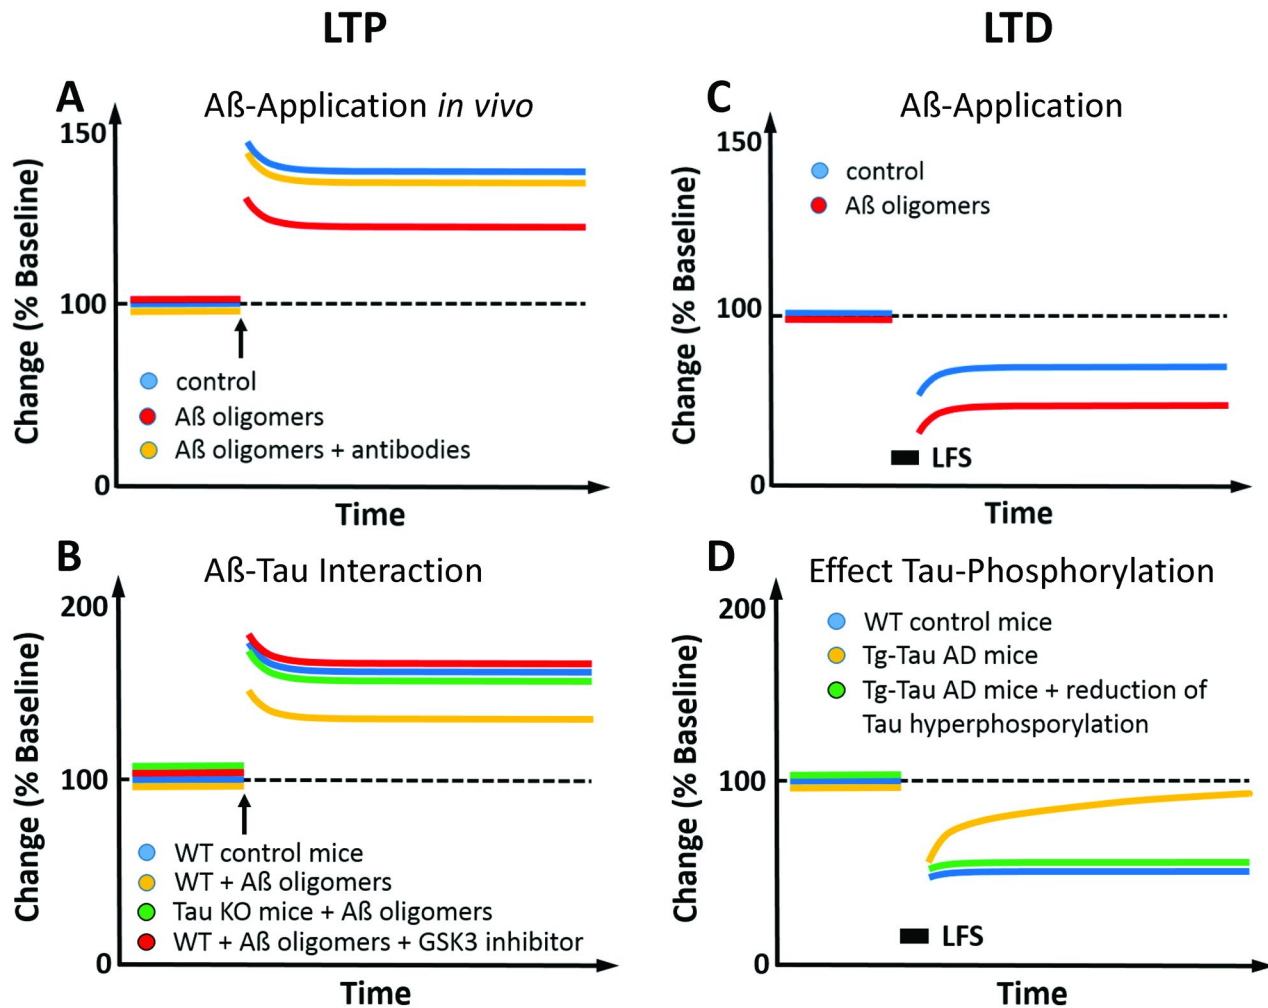 LTP
LTD
A
Aß-Application in vivo
150
100
0
Change (% Baseline)
control
Aß oligomers
Aß oligomers + antibodies
Time
C
Aß-Application
150
100
0
Change (% Baseline)
control
Aß oligomers
LFS
Time
B
Aß-Tau Interaction
200
100
0
Change (% Baseline)
WT control mice
WT + Aß oligomers
Tau KO mice + Aß oligomers
WT + Aß oligomers + GSK3 inhibitor
Time
D
Effect Tau-Phosphorylation
200
100
0
Change (% Baseline)
WT control mice
Tg-Tau AD mice
Tg-Tau AD mice + reduction of
Tau hyperphosporylation
LFS
Time